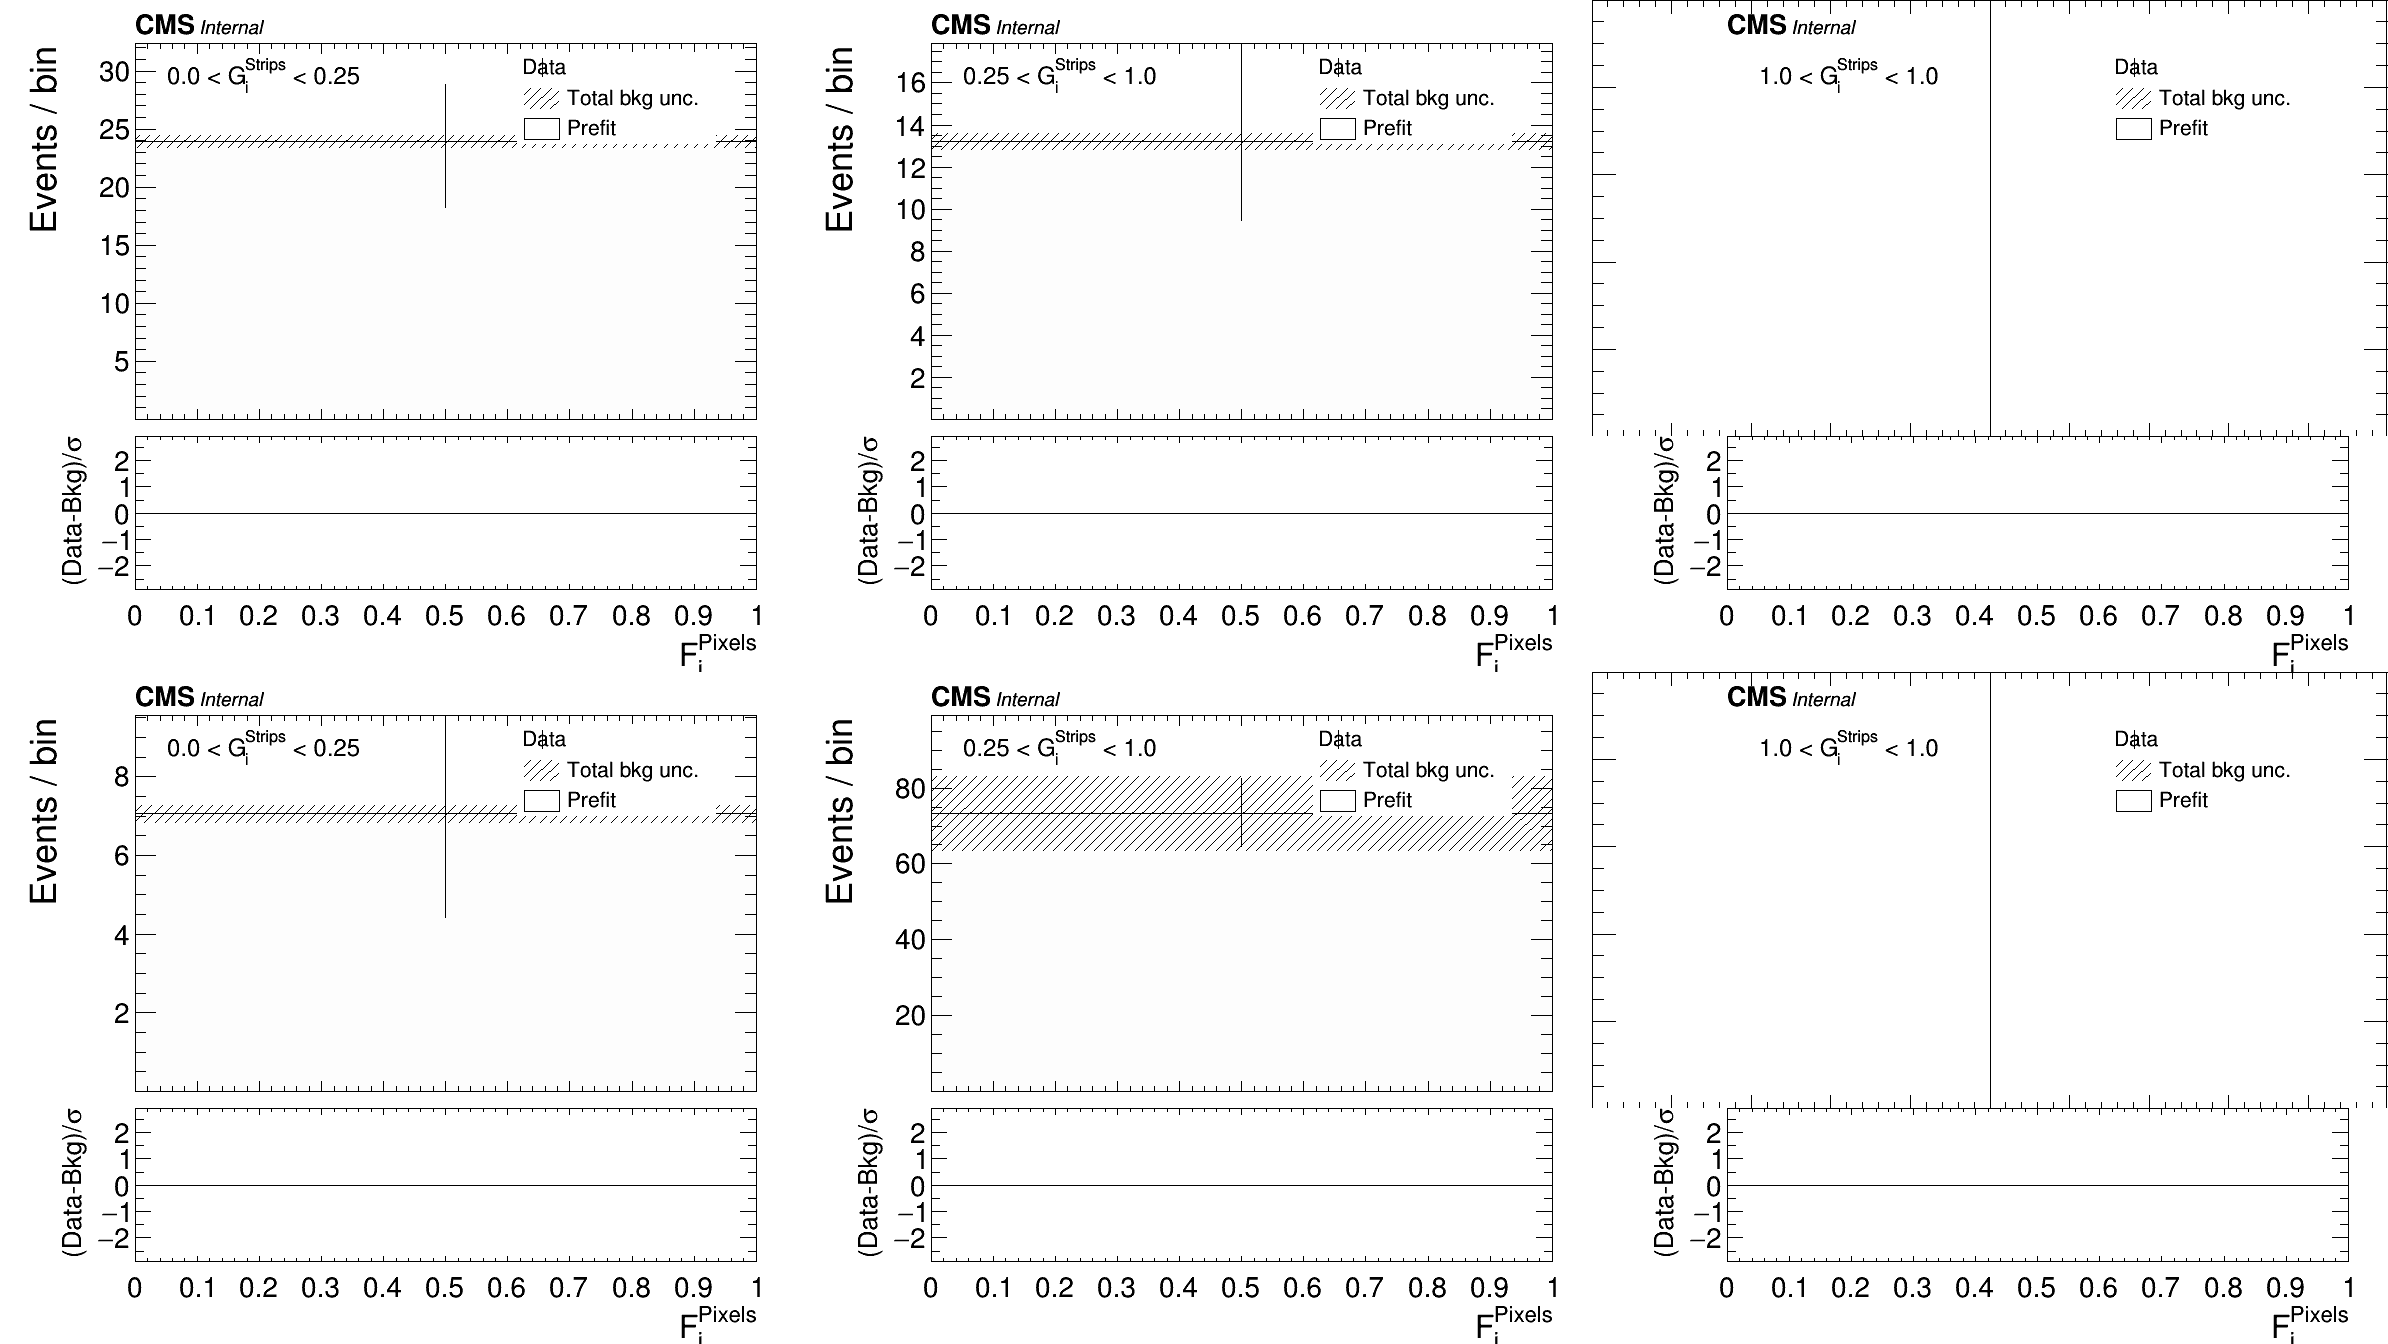 CMS Internal
Events / bin
0.0 < G_i^Strips < 0.25
Data
Total bkg unc.
Prefit
30
25
20
15
10
5
(Data-Bkg)/σ
2
1
0
−1
−2
0 0.1 0.2 0.3 0.4 0.5 0.6 0.7 0.8 0.9 1
F_i^Pixels
CMS Internal
Events / bin
0.25 < G_i^Strips < 1.0
Data
Total bkg unc.
Prefit
16
14
12
10
8
6
4
2
(Data-Bkg)/σ
2
1
0
−1
−2
0 0.1 0.2 0.3 0.4 0.5 0.6 0.7 0.8 0.9 1
F_i^Pixels
CMS Internal
1.0 < G_i^Strips < 1.0
Data
Total bkg unc.
Prefit
(Data-Bkg)/σ
2
1
0
−1
−2
0 0.1 0.2 0.3 0.4 0.5 0.6 0.7 0.8 0.9 1
F_i^Pixels
CMS Internal
Events / bin
0.0 < G_i^Strips < 0.25
Data
Total bkg unc.
Prefit
8
6
4
2
(Data-Bkg)/σ
2
1
0
−1
−2
0 0.1 0.2 0.3 0.4 0.5 0.6 0.7 0.8 0.9 1
F_i^Pixels
CMS Internal
Events / bin
0.25 < G_i^Strips < 1.0
Data
Total bkg unc.
Prefit
80
60
40
20
(Data-Bkg)/σ
2
1
0
−1
−2
0 0.1 0.2 0.3 0.4 0.5 0.6 0.7 0.8 0.9 1
F_i^Pixels
CMS Internal
1.0 < G_i^Strips < 1.0
Data
Total bkg unc.
Prefit
(Data-Bkg)/σ
2
1
0
−1
−2
0 0.1 0.2 0.3 0.4 0.5 0.6 0.7 0.8 0.9 1
F_i^Pixels